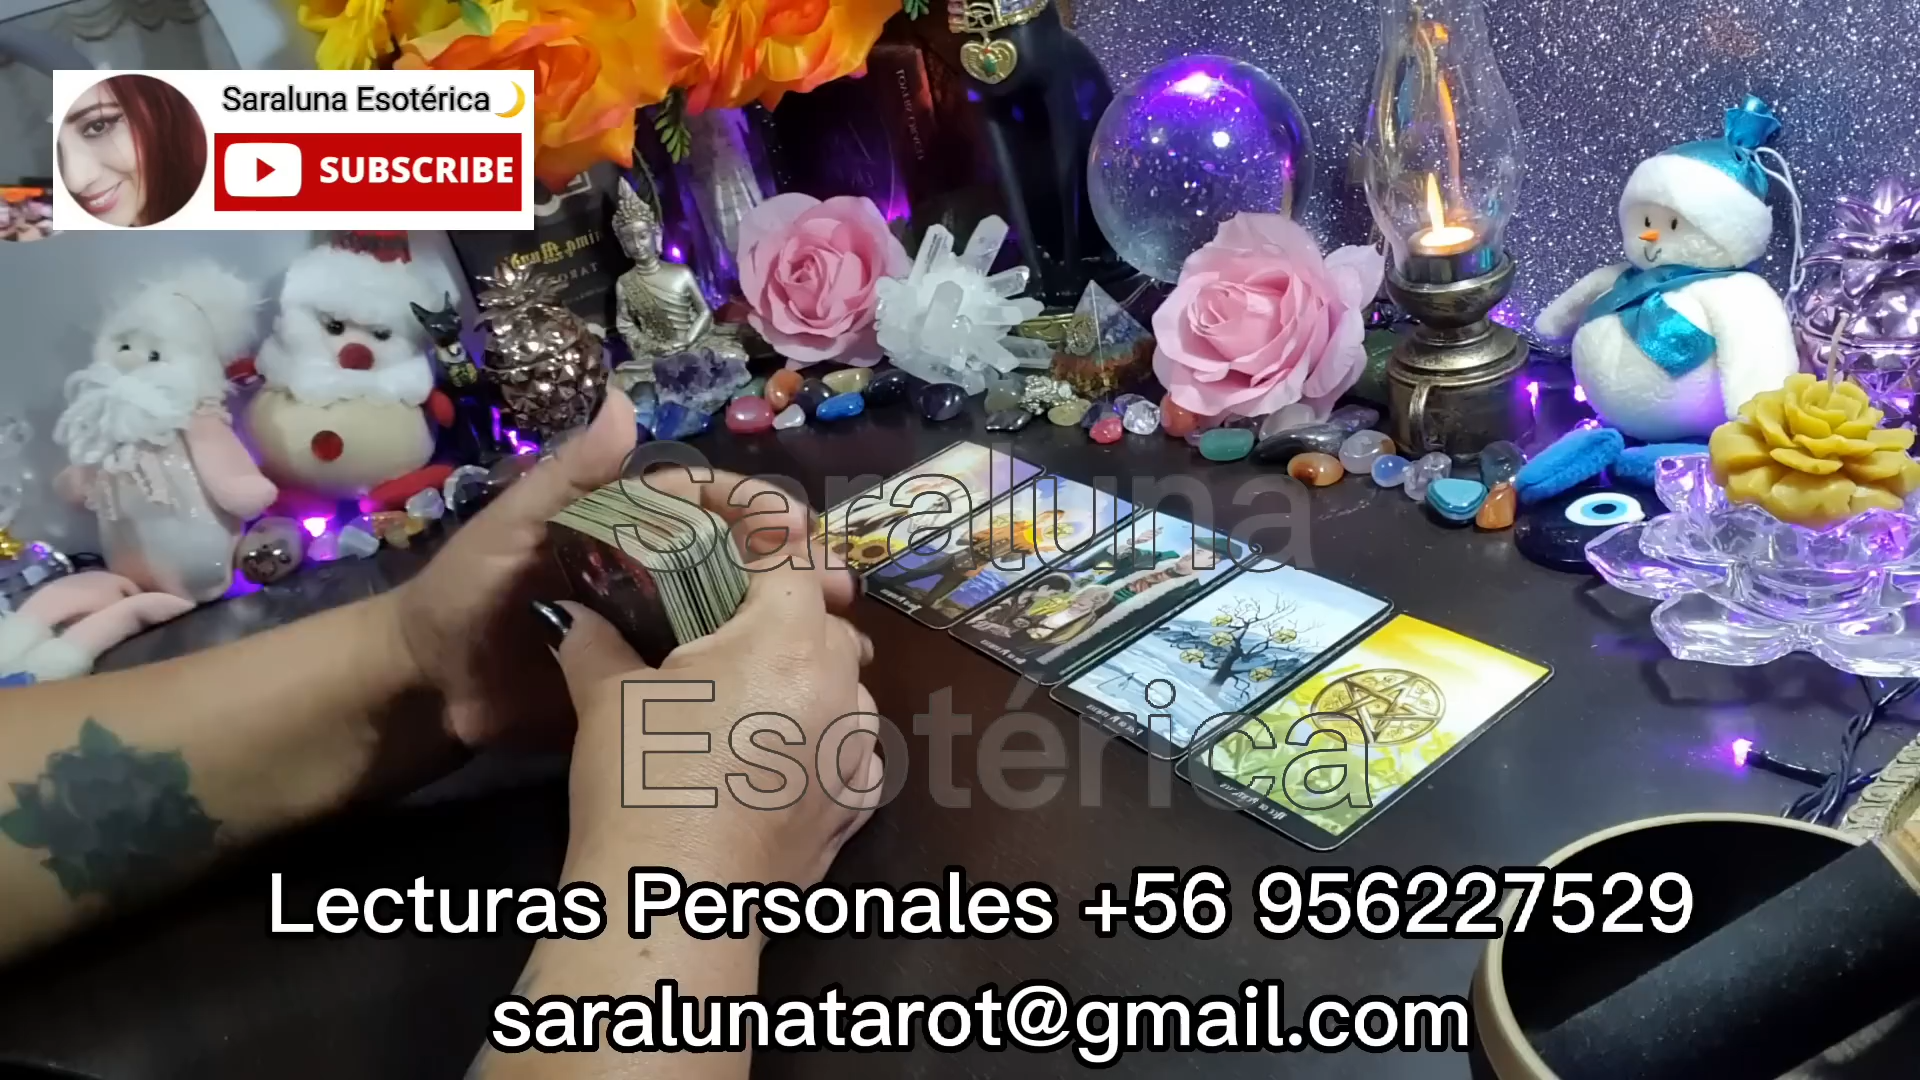 Saraluna Esotérica🌙
SUBSCRIBE
Saraluna
Esotérica
Lecturas Personales +56 956227529
saralunatarot@gmail.com